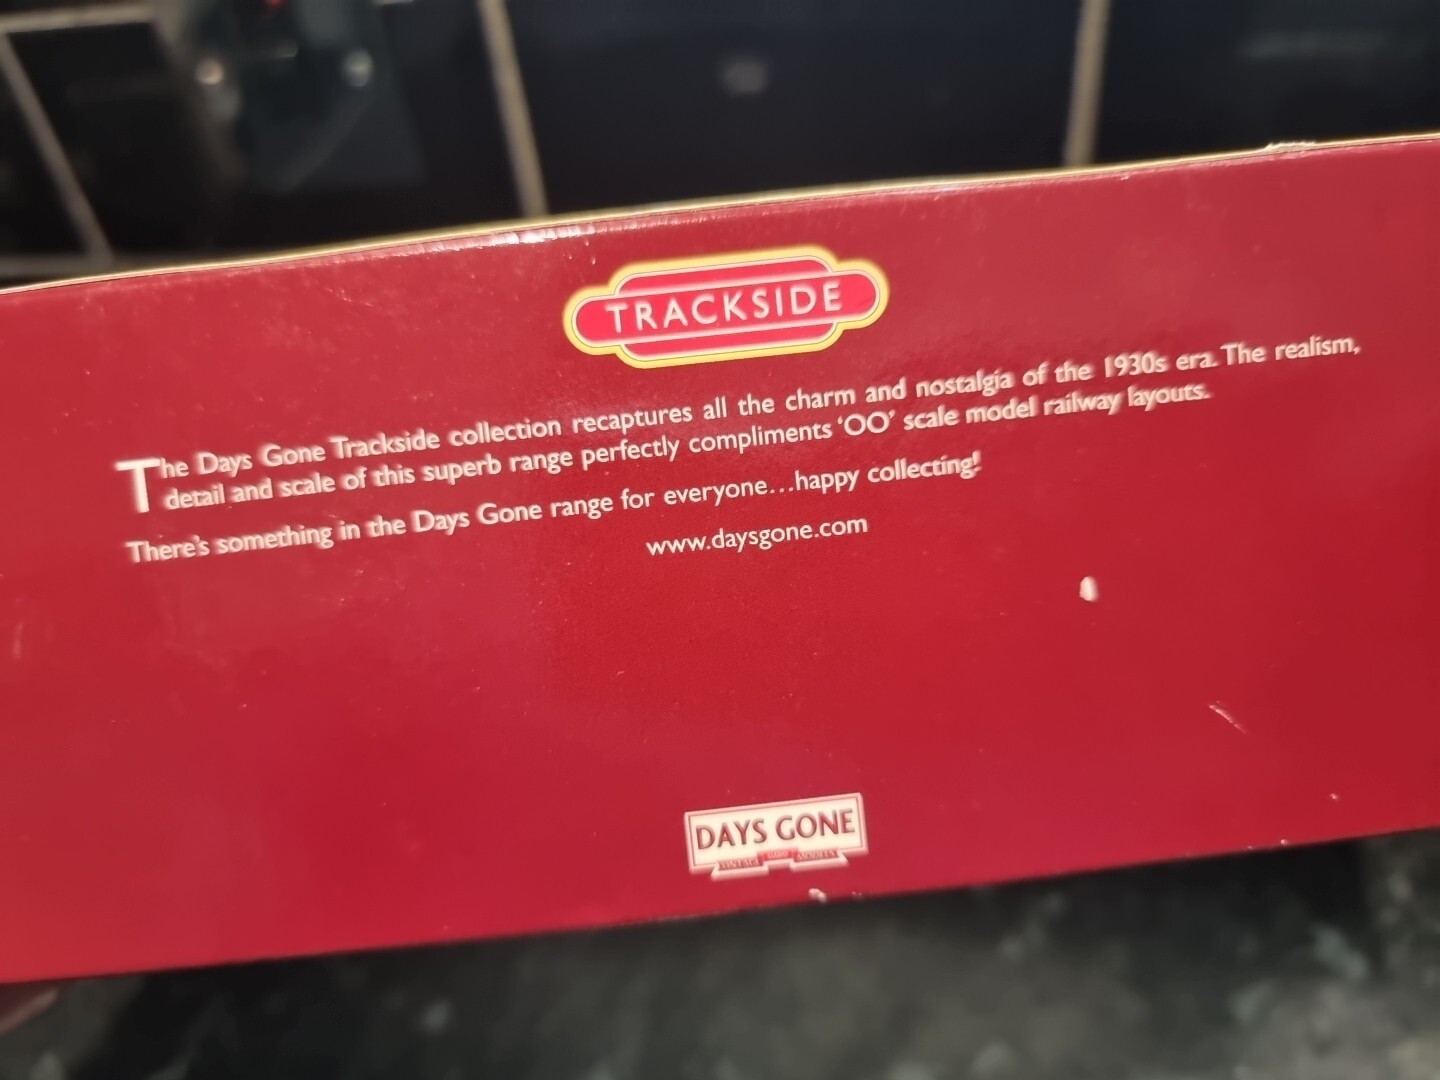 TRACKSIDE
The Days Gone Trackside collection recaptures all the charm and nostalgia of the 1930s era. The realism,
detail and scale of this superb range perfectly compliments ‘OO’ scale model railway layouts.
There's something in the Days Gone range for everyone...happy collecting!
www.daysgone.com
DAYS GONE
VINTAGE MODELS